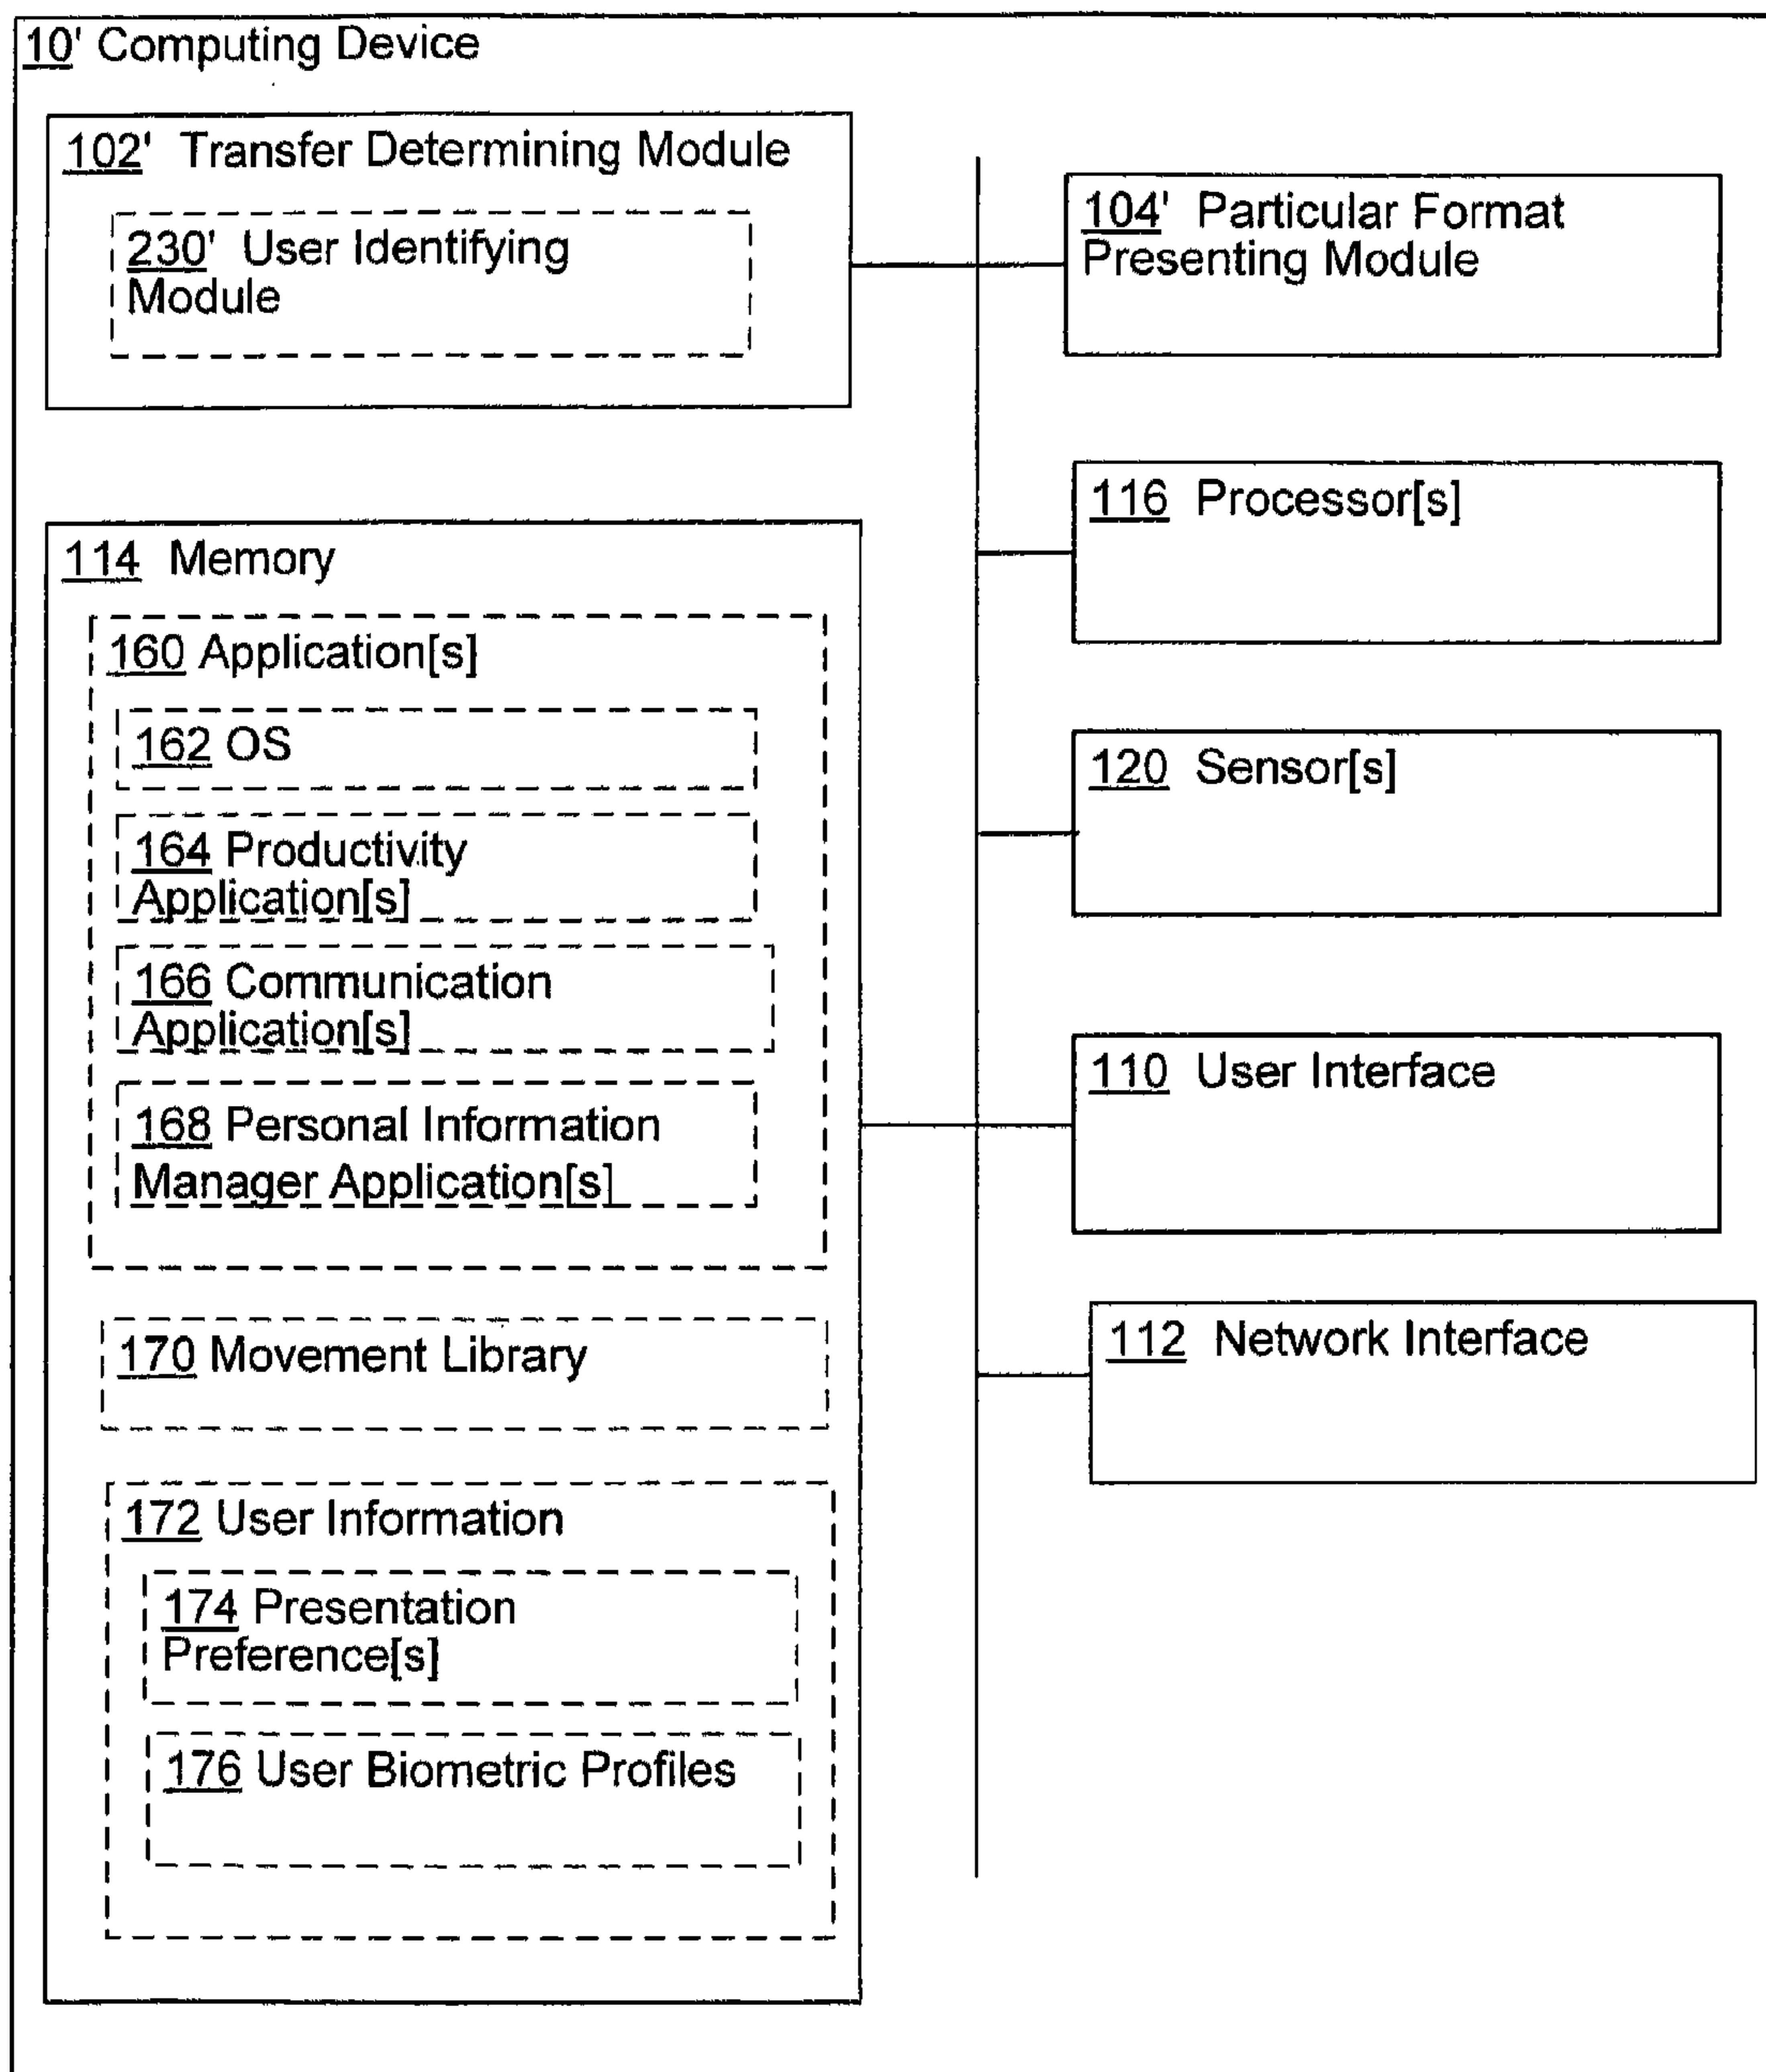 10' Computing Device
102' Transfer Determining Module
230' User Identifying
Module
104' Particular Format
Presenting Module
116 Processor[s]
114 Memory
160 Application[s]
162 OS
164 Productivity
Application[s]
166 Communication
Application[s]
168 Personal Information
Manager Application[s]
170 Movement Library
172 User Information
174 Presentation
Preference[s]
176 User Biometric Profiles
120 Sensor[s]
110 User Interface
112 Network Interface